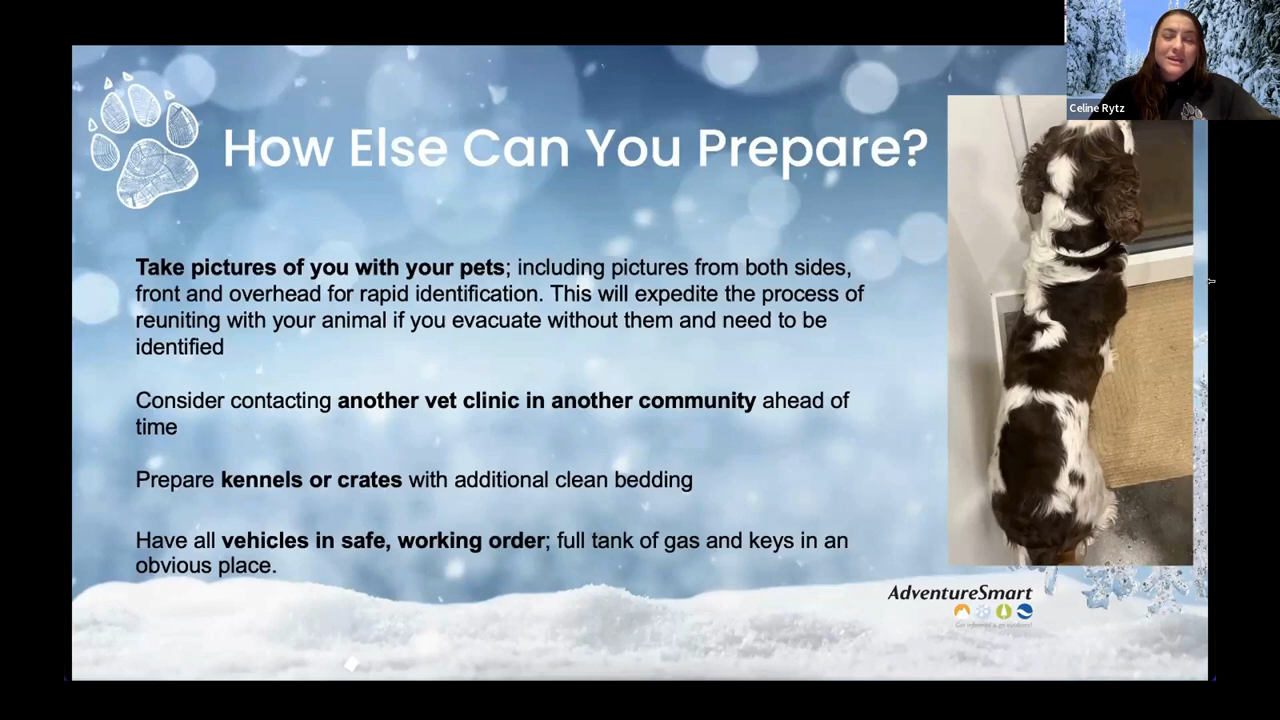 Celine Rytz
How Else Can You Prepare?
Take pictures of you with your pets; including pictures from both sides,
front and overhead for rapid identification. This will expedite the process of
reuniting with your animal if you evacuate without them and need to be
identified
Consider contacting another vet clinic in another community ahead of
time
Prepare kennels or crates with additional clean bedding
Have all vehicles in safe, working order; full tank of gas and keys in an
obvious place.
AdventureSmart
Get informed & go outdoors!